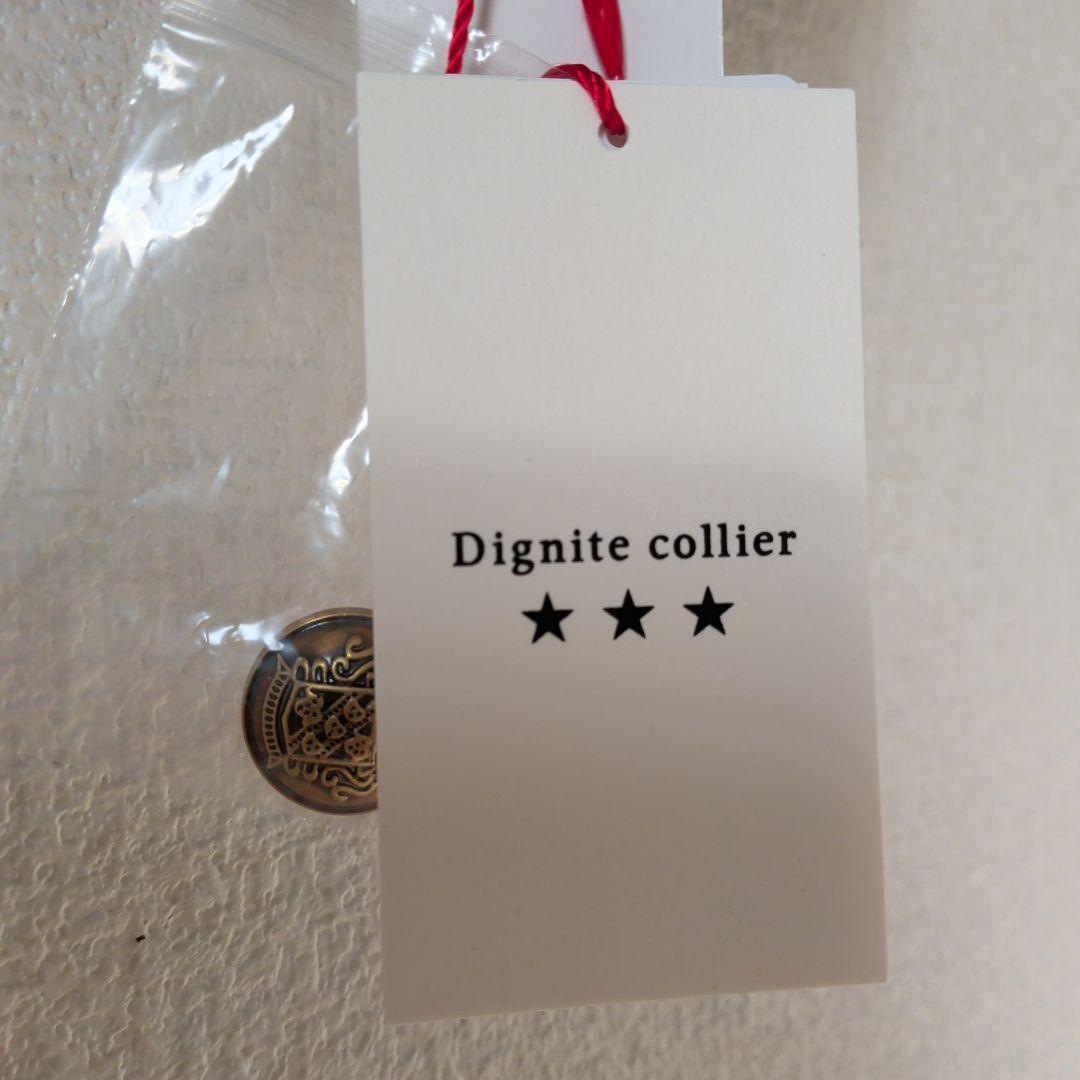 Dignite collier
★ ★ ★